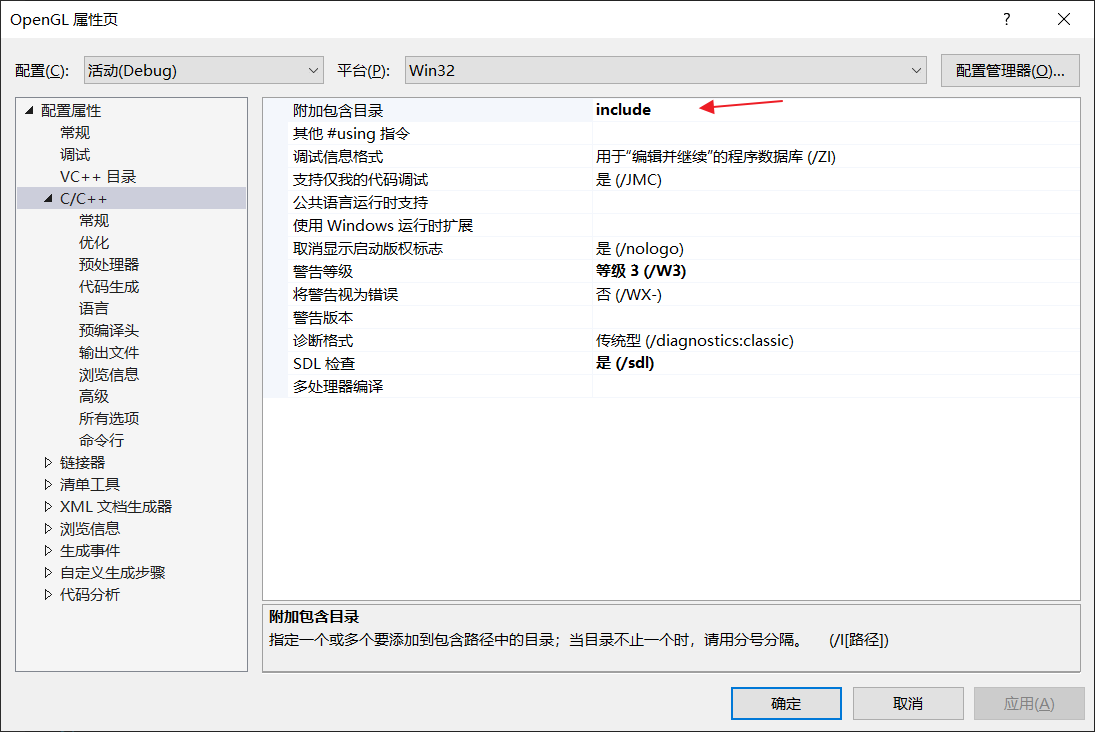 OpenGL 属性页
?
配置(C): 活动(Debug) 平台(P): Win32 配置管理器(O)...
配置属性
常规
调试
VC++ 目录
C/C++
常规
优化
预处理器
代码生成
语言
预编译头
输出文件
浏览信息
高级
所有选项
命令行
链接器
清单工具
XML 文档生成器
浏览信息
生成事件
自定义生成步骤
代码分析
附加包含目录 include
其他 #using 指令
调试信息格式 用于“编辑并继续”的程序数据库 (/ZI)
支持仅我的代码调试 是 (/JMC)
公共语言运行时支持
使用 Windows 运行时扩展
取消显示启动版权标志 是 (/nologo)
警告等级 等级 3 (/W3)
将警告视为错误 否 (/WX-)
警告版本
诊断格式 传统型 (/diagnostics:classic)
SDL 检查 是 (/sdl)
多处理器编译
附加包含目录
指定一个或多个要添加到包含路径中的目录；当目录不止一个时，请用分号分隔。 (/I[路径])
确定 取消 应用(A)